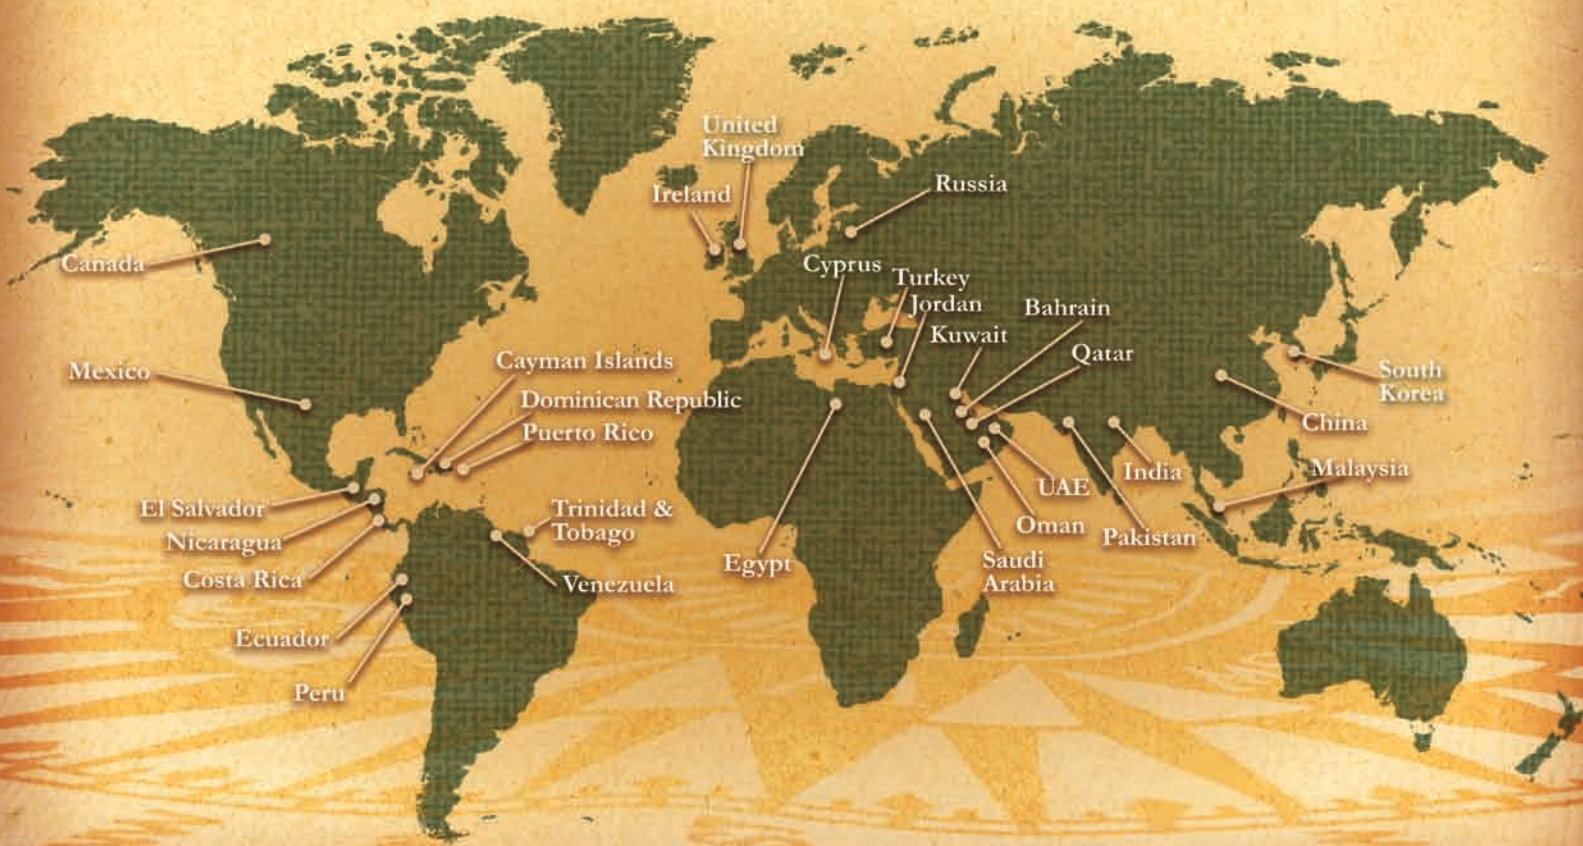 United
Kingdom
Ireland
Russia
Canada
Cyprus
Turkey
Jordan
Bahrain
Kuwait
Qatar
Cayman Islands
Mexico
South
Korea
Dominican Republic
Puerto Rico
China
India
Malaysia
UAE
El Salvador
Trinidad &
Tobago
Oman
Pakistan
Nicaragua
Egypt
Saudi
Arabia
Costa Rica
Venezuela
Ecuador
Peru